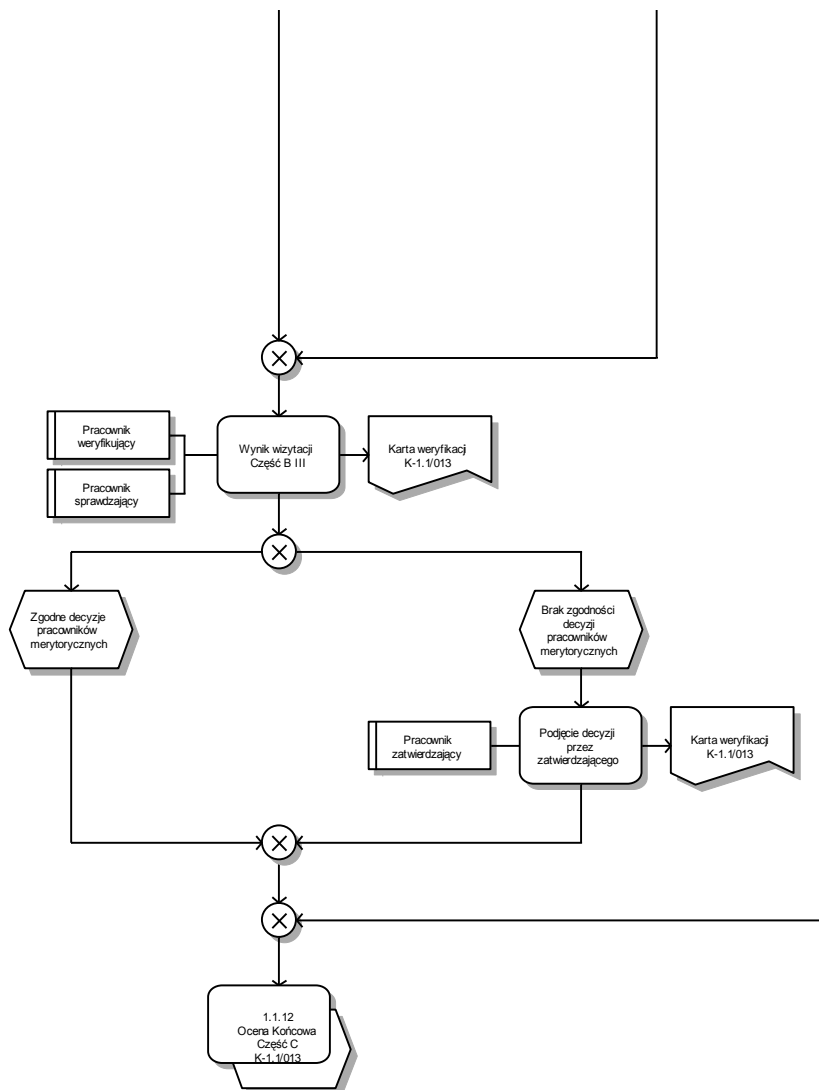 Pracownik
weryfikujący
Wynik wizytacji
Część B III
Karta weryfikacji
K-1.1/013
Pracownik
sprawdzający
Zgodne decyzje
pracowników
merytorycznych
Brak zgodności
decyzji
pracowników
merytorycznych
Pracownik
zatwierdzający
Podjęcie decyzji
przez
zatwierdzającego
Karta weryfikacji
K-1.1/013
1.1.12
Ocena Końcowa
Część C
K-1.1/013